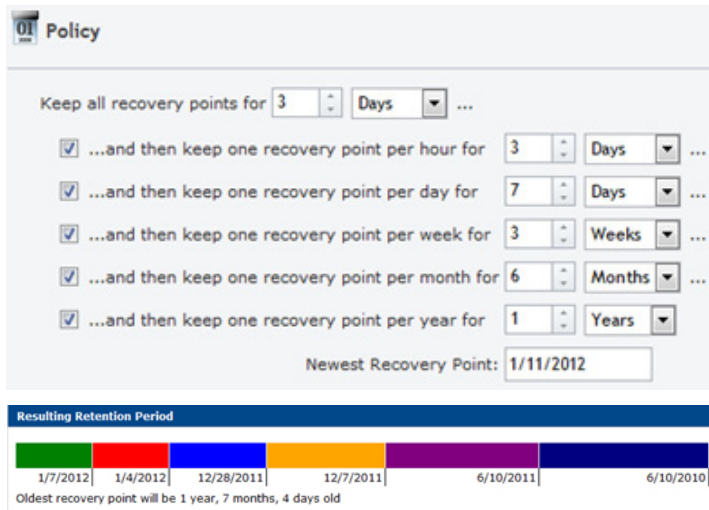 01 Policy
Keep all recovery points for 3 Days ...
...and then keep one recovery point per hour for 3 Days ...
...and then keep one recovery point per day for 7 Days ...
...and then keep one recovery point per week for 3 Weeks ...
...and then keep one recovery point per month for 6 Months ...
...and then keep one recovery point per year for 1 Years
Newest Recovery Point: 1/11/2012
Resulting Retention Period
1/7/2012 1/4/2012 12/28/2011 12/7/2011 6/10/2011 6/10/2010
Oldest recovery point will be 1 year, 7 months, 4 days old